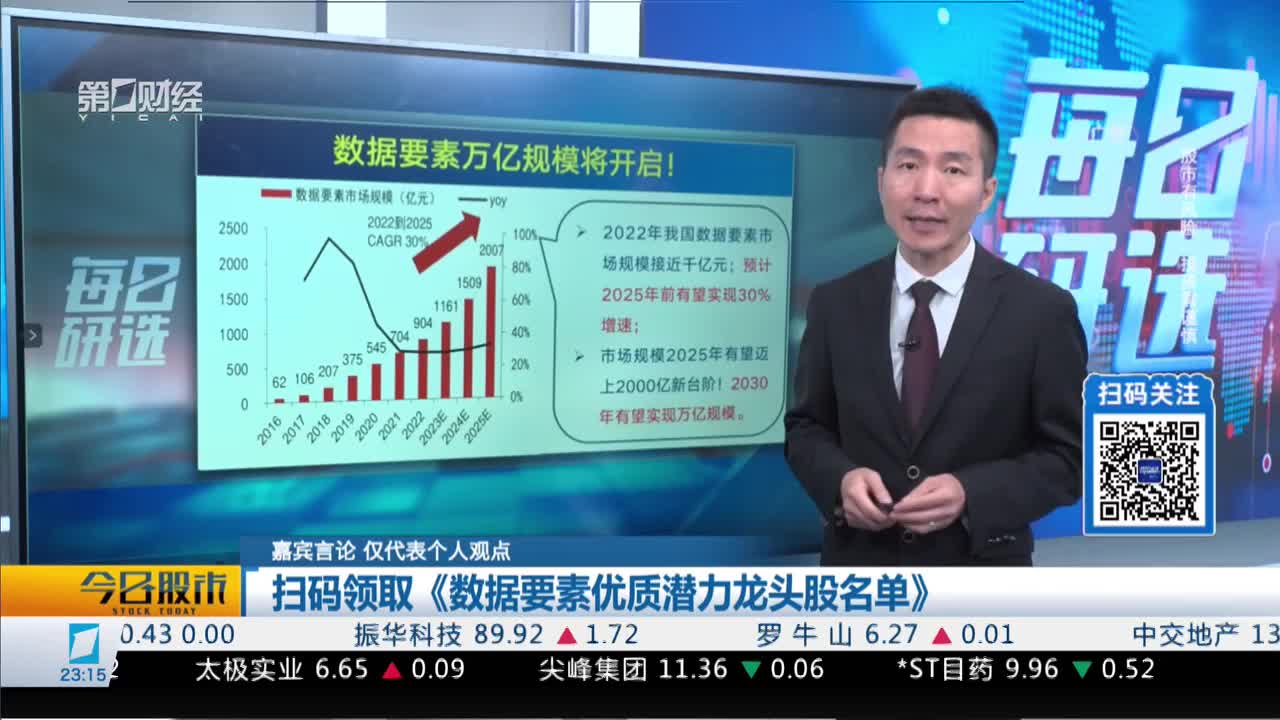 第一财经
YICAI
每日
研选
数据要素万亿规模将开启！
数据要素市场规模（亿元） yoy
2022到2025
CAGR 30%
2500
2000
1500
1000
500
0
62
106
207
375
545
704
904
1161
1509
2007
100%
80%
60%
40%
20%
0%
2016
2017
2018
2019
2020
2021
2022
2023E
2024E
2025E
2022年我国数据要素市
场规模接近千亿元；预计
2025年前有望实现30%
增速；
市场规模2025年有望迈
上2000亿新台阶！2030
年有望实现万亿规模。
每日
研选
股市有风险
扫码关注
嘉宾言论 仅代表个人观点
今日股市
STOCK TODAY
扫码领取《数据要素优质潜力龙头股名单》
0.43 0.00 振华科技 89.92 ▲ 1.72 罗牛山 6.27 ▲ 0.01 中交地产 13
23:15
2 太极实业 6.65 ▲ 0.09 尖峰集团 11.36 ▼ 0.06 *ST目药 9.96 ▼ 0.52